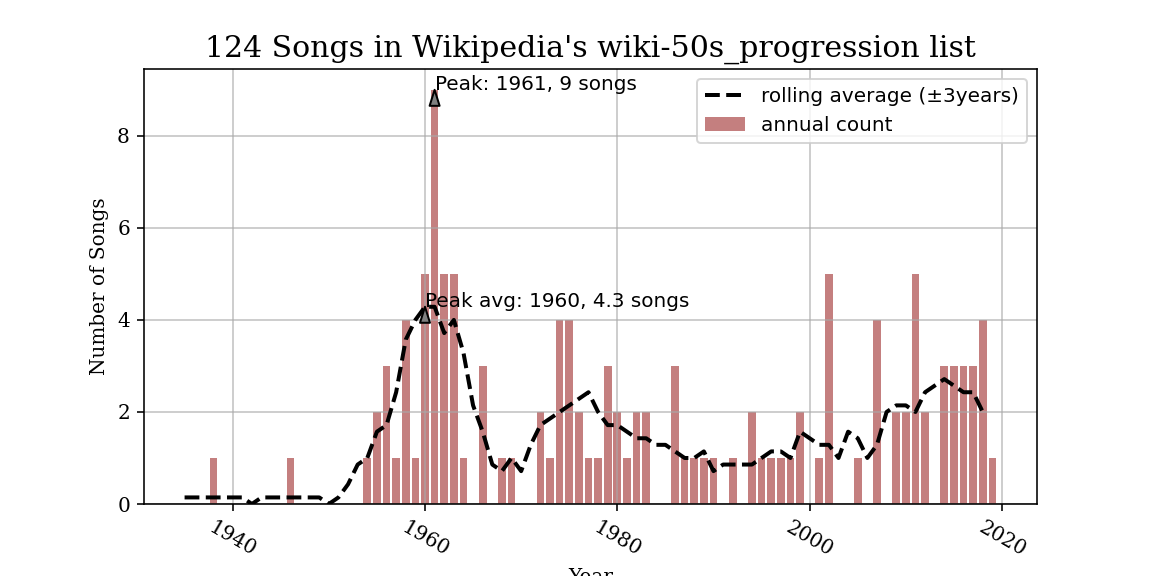 124 Songs in Wikipedia's wiki-50s_progression list
Peak: 1961, 9 songs
rolling average (±3years)
annual count
8
6
4
2
0
Number of Songs
Peak avg: 1960, 4.3 songs
1940
1960
1980
2000
2020
Year